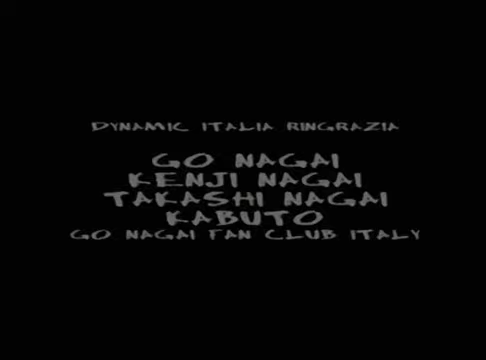 DYNAMIC ITALIA RINGRAZIA
GO NAGAI
KENJI NAGAI
TAKASHI NAGAI
KABUTO
GO NAGAI FAN CLUB ITALY